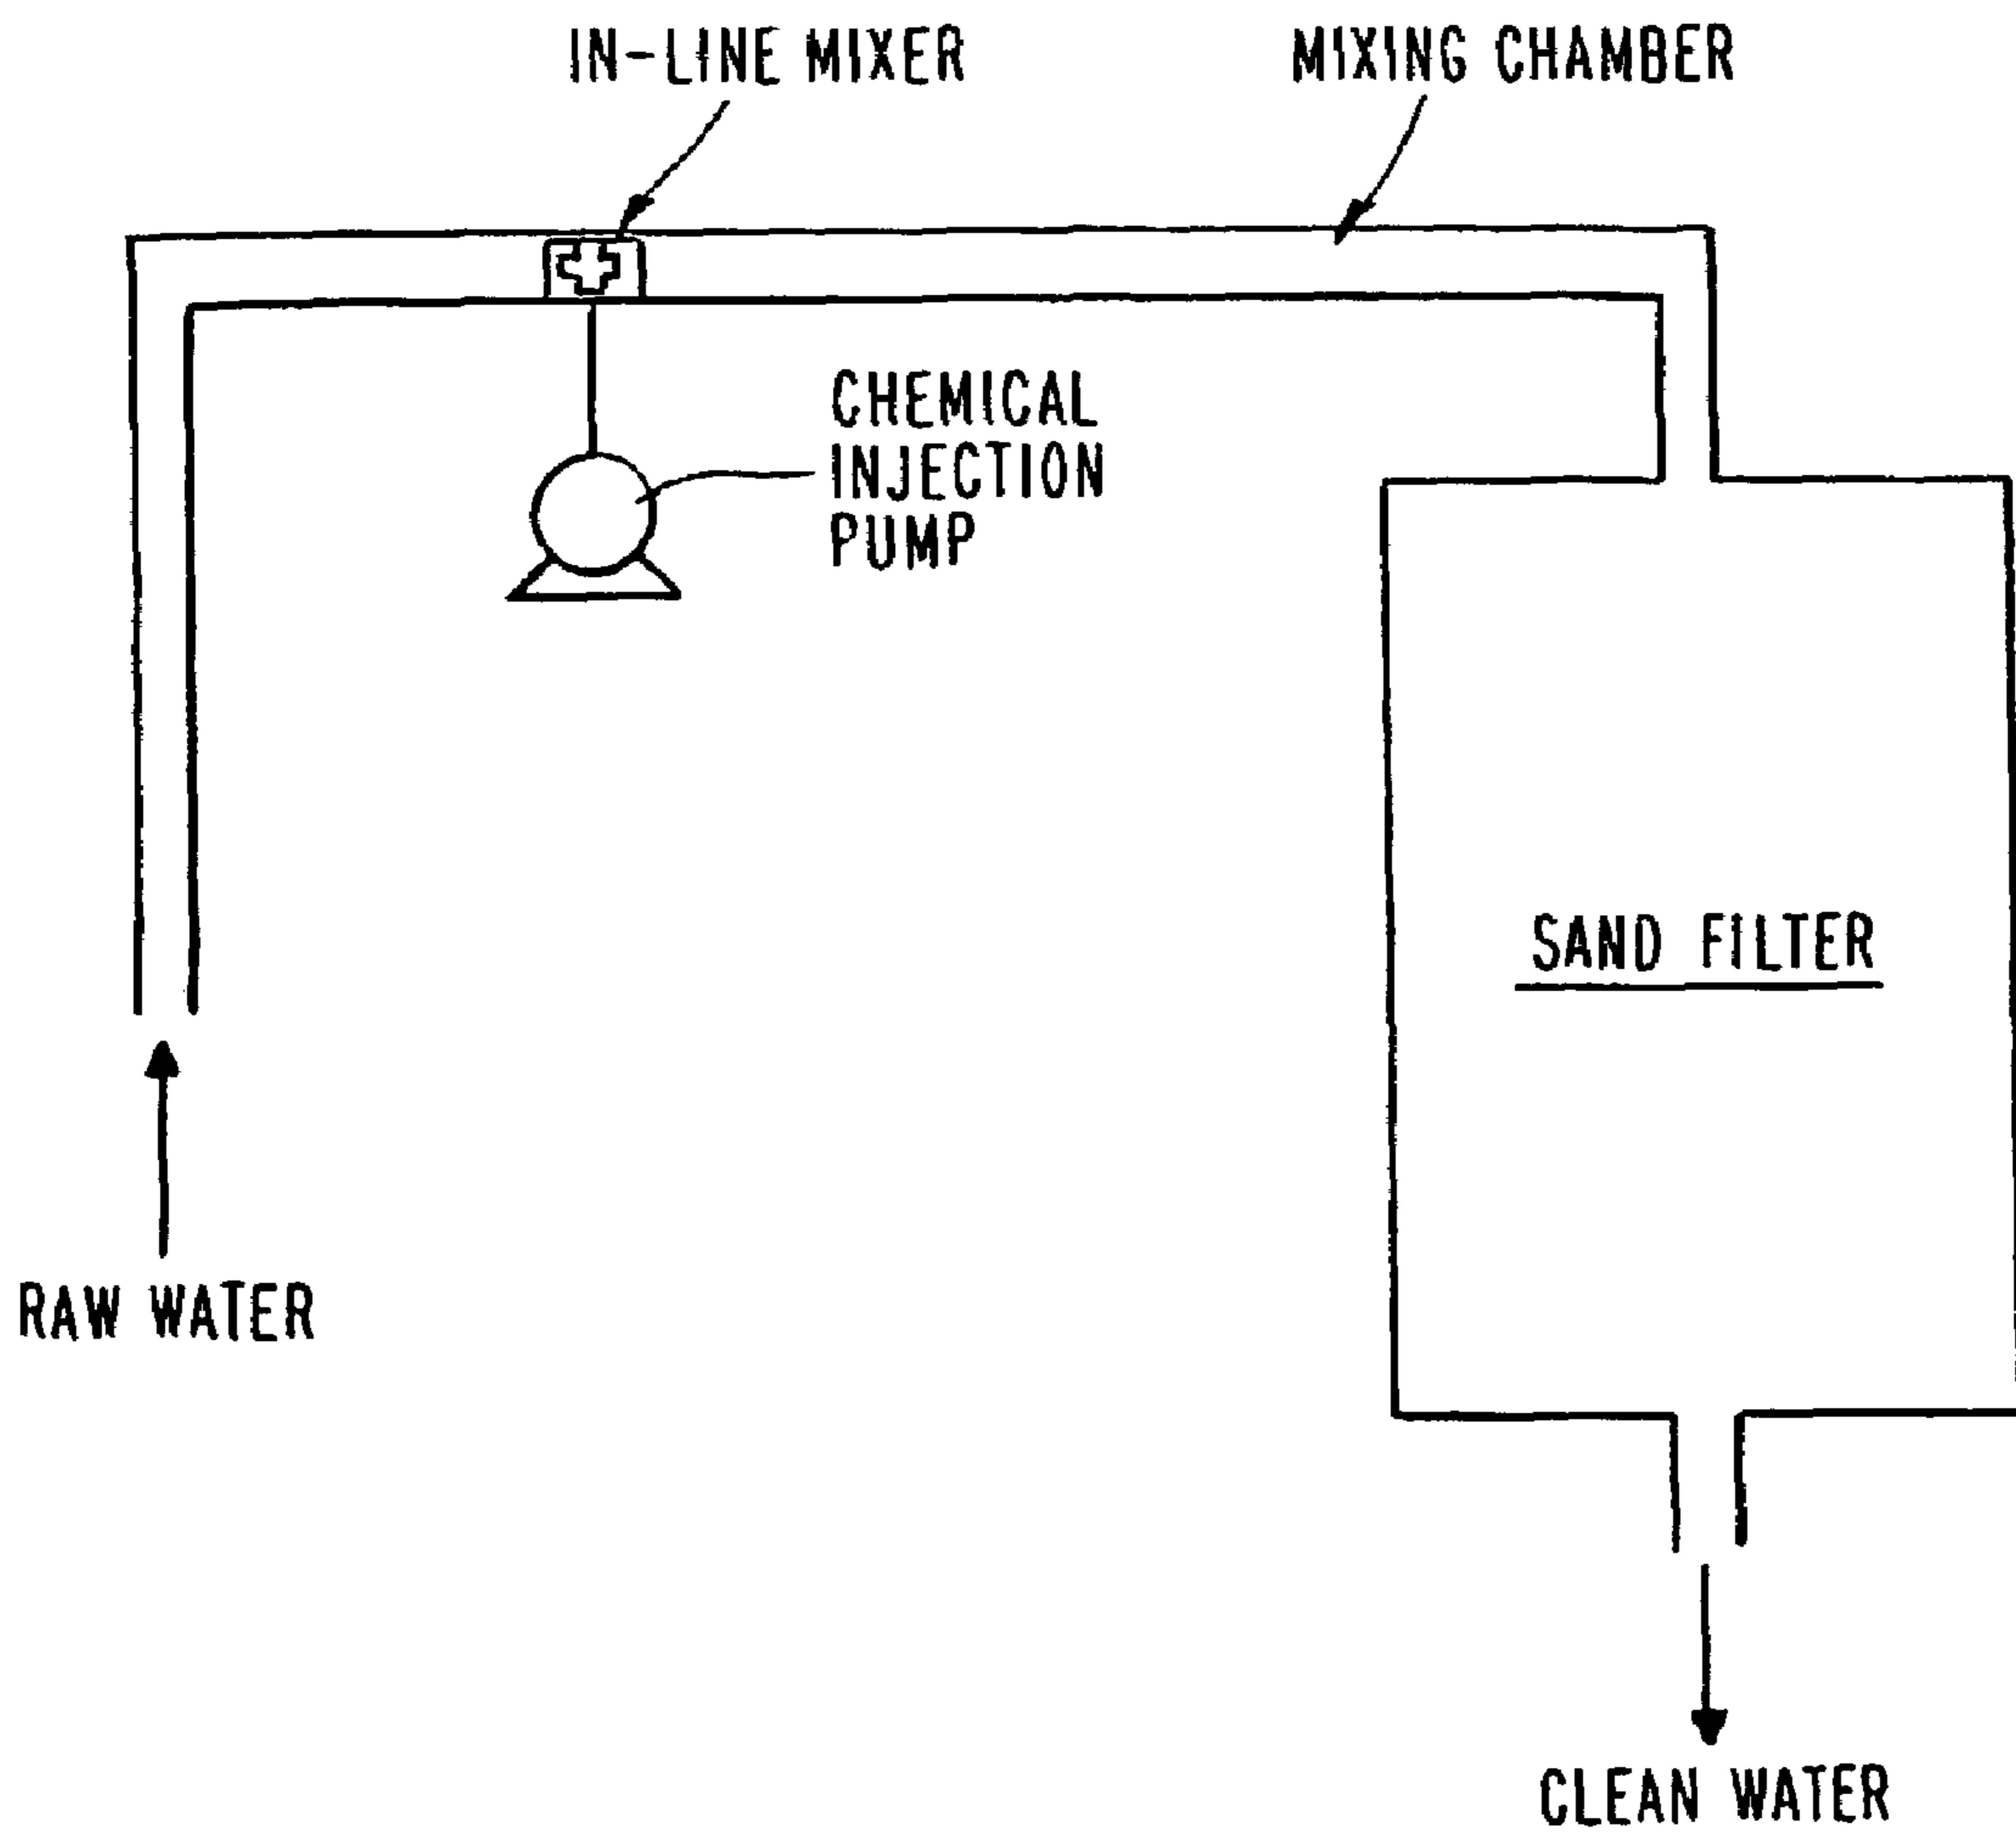 IN-LINE MIXER
MIXING CHAMBER
CHEMICAL
INJECTION
PUMP
SAND FILTER
RAW WATER
CLEAN WATER